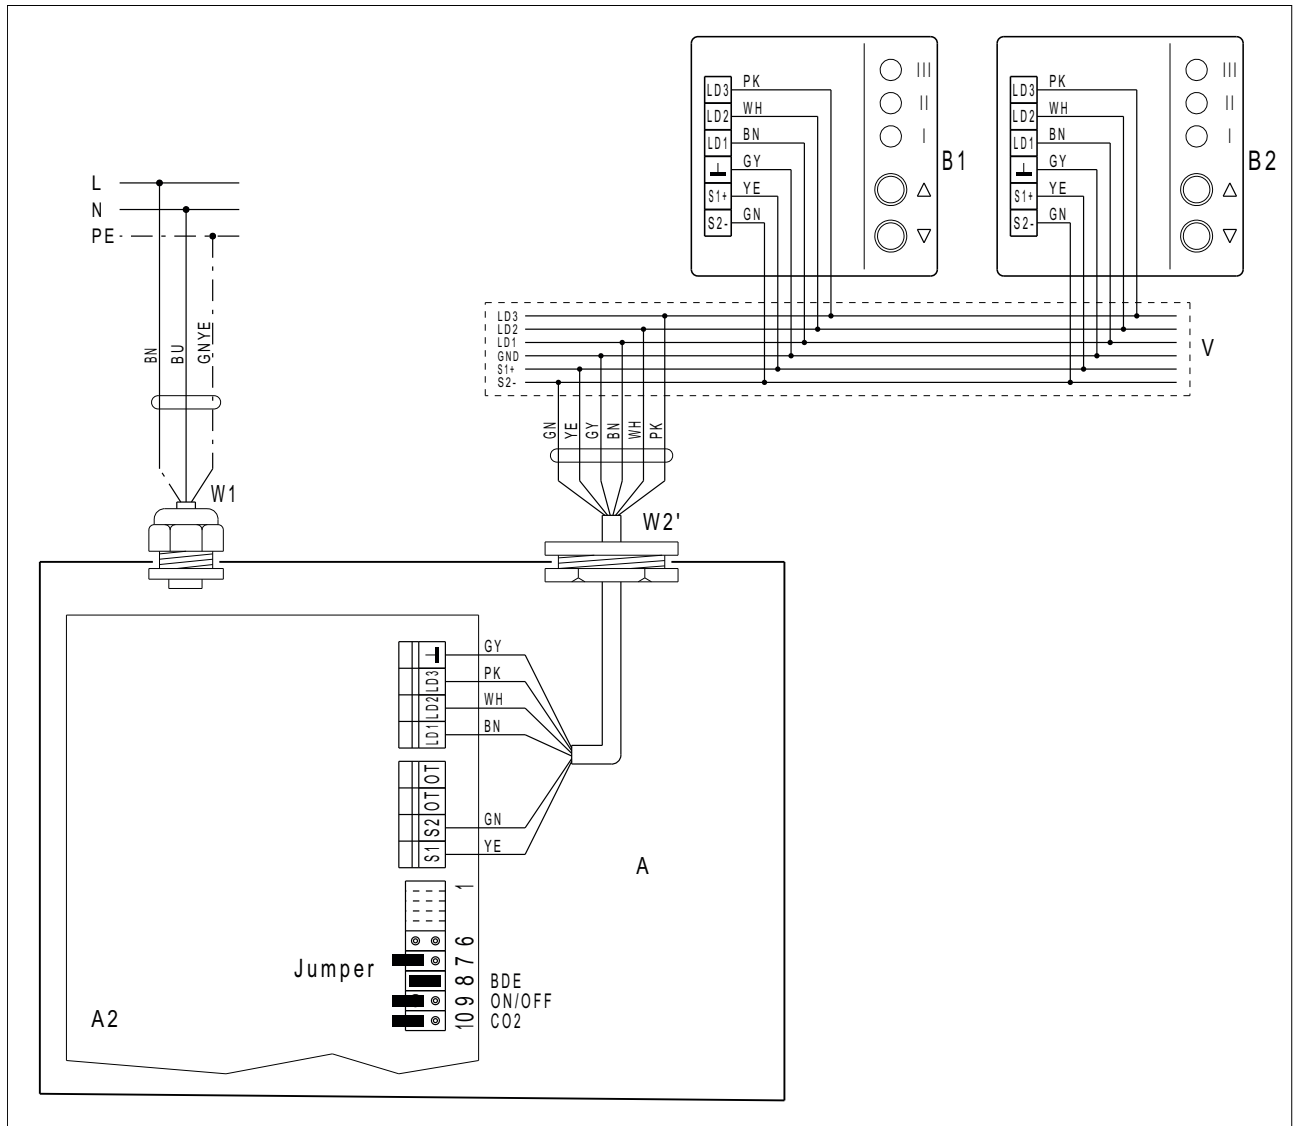 LD3 PK III
LD2 WH II
LD1 BN I
GY
S1+ YE
S2- GN
B1
LD3 PK III
LD2 WH II
LD1 BN I
GY
S1+ YE
S2- GN
B2
L
N
PE
BN
BU
GNYE
W1
LD3
LD2
LD1
GND
S1+
S2-
V
GN
YE
GY
BN
WH
PK
W2'
GY
LD3 PK
LD2 WH
LD1 BN
OT
OT
S2 GN
S1 YE
A
1
6
Jumper
7
8 BDE
9 ON/OFF
10 CO2
A2